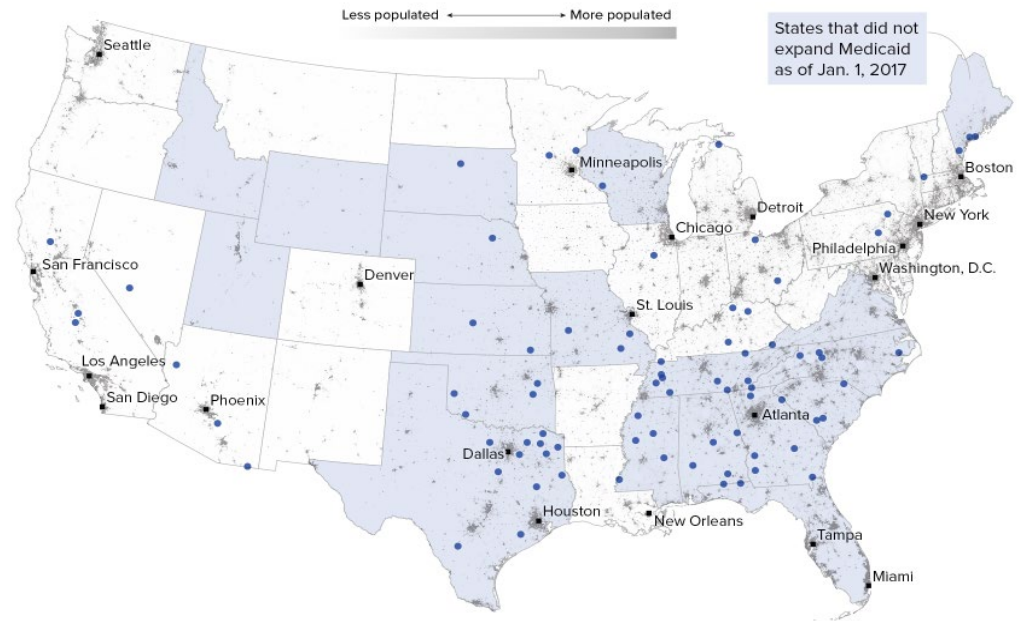 Less populated More populated
States that did not
expand Medicaid
as of Jan. 1, 2017
Seattle
Minneapolis
Boston
Detroit
New York
Chicago
Philadelphia
San Francisco
Washington, D.C.
Denver
St. Louis
Los Angeles
San Diego
Phoenix
Atlanta
Dallas
Houston
New Orleans
Tampa
Miami